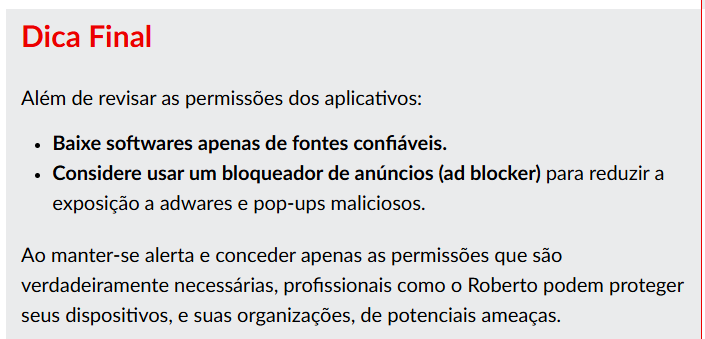 Dica Final
Além de revisar as permissões dos aplicativos:
• Baixe softwares apenas de fontes confiáveis.
• Considere usar um bloqueador de anúncios (ad blocker) para reduzir a
exposição a adwares e pop-ups maliciosos.
Ao manter-se alerta e conceder apenas as permissões que são
verdadeiramente necessárias, profissionais como o Roberto podem proteger
seus dispositivos, e suas organizações, de potenciais ameaças.